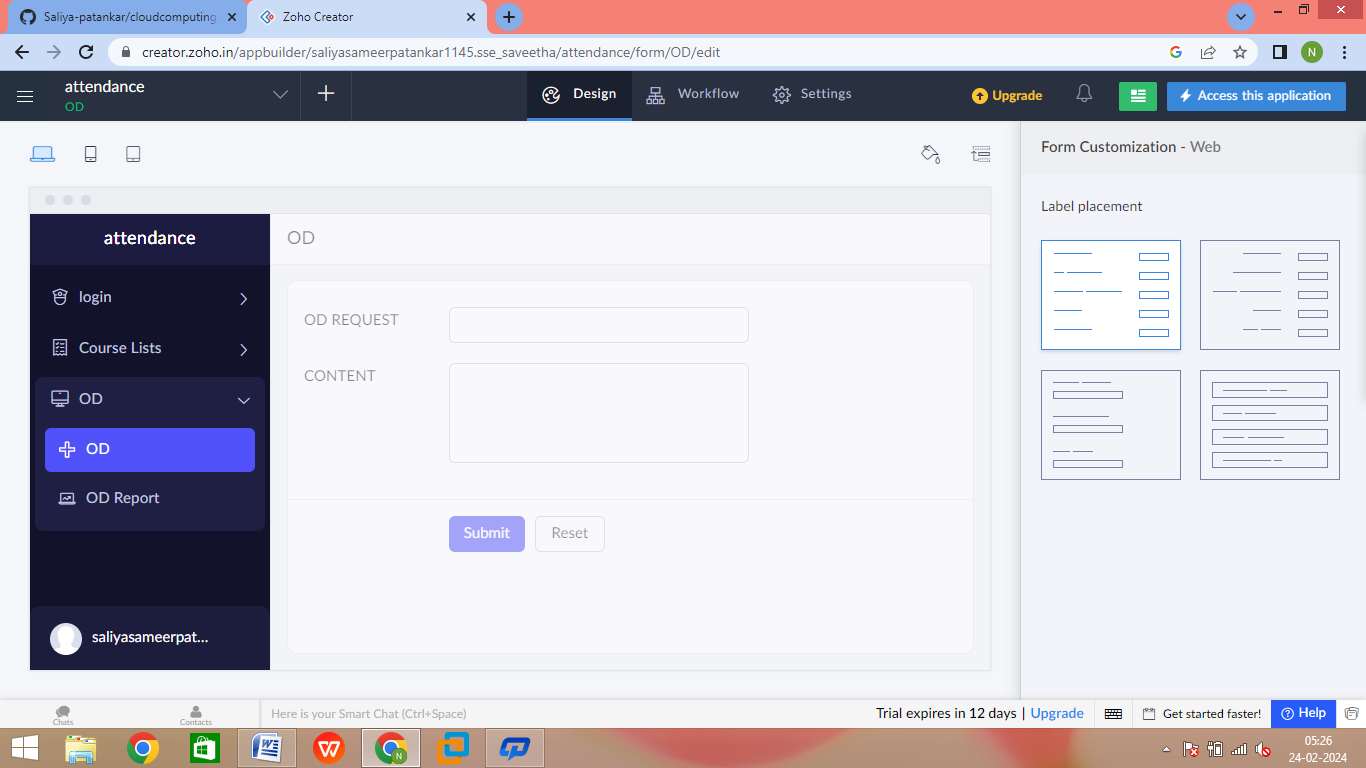 Saliya-patankar/cloudcomputing
Zoho Creator
creator.zoho.in/appbuilder/saliyasameerpatankar1145.sse_saveetha/attendance/form/OD/edit
N
attendance
OD
Design
Workflow
Settings
Upgrade
Access this application
Form Customization - Web
Label placement
attendance
OD
login
Course Lists
OD
OD
OD Report
OD REQUEST
CONTENT
Submit
Reset
saliyasameerpat...
Chats
Contacts
Here is your Smart Chat (Ctrl+Space)
Trial expires in 12 days | Upgrade
Get started faster!
Help
05:26
24-02-2024